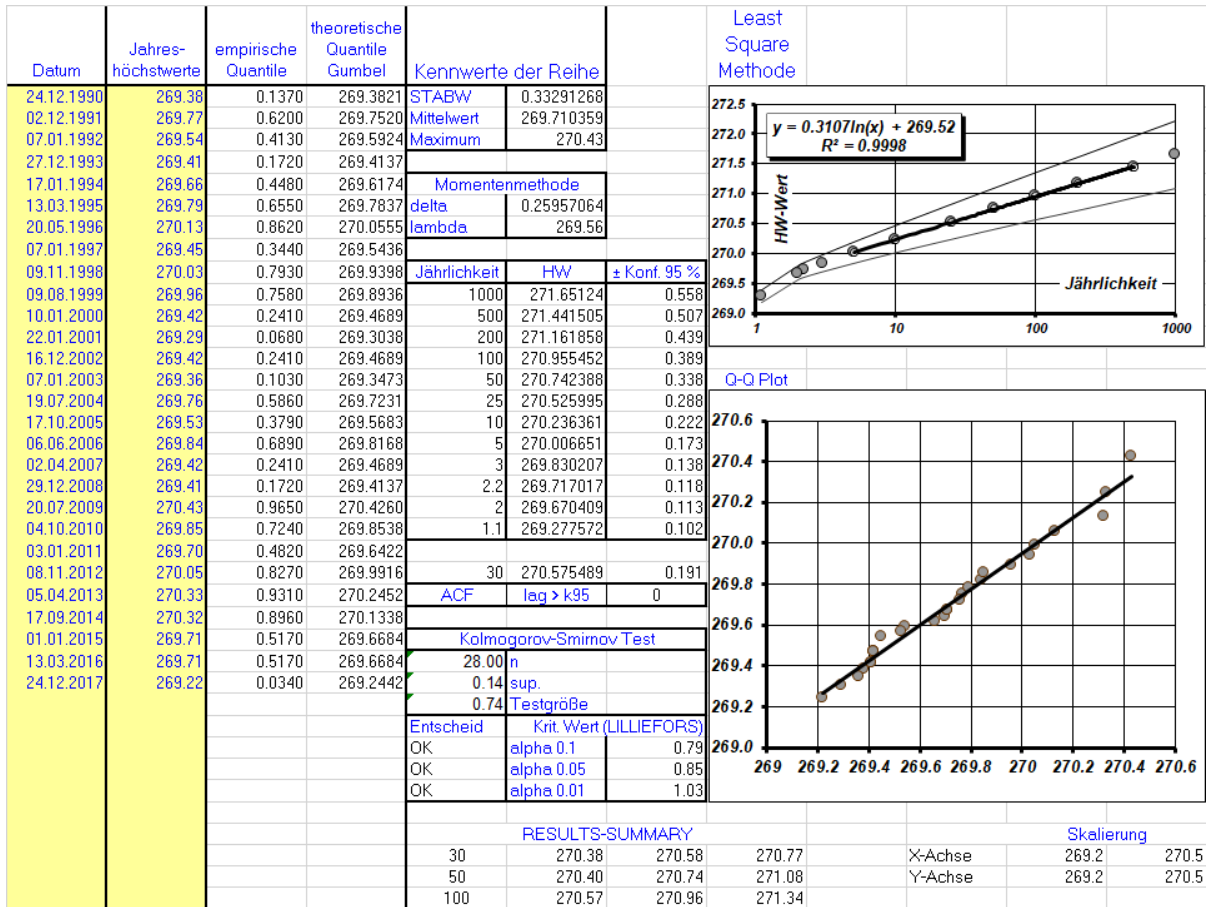 Datum Jahres-höchstwerte empirische Quantile theoretische Quantile Gumbel Kennwerte der Reihe Least Square Methode
24.12.1990 269.38 0.1370 269.3821 STABW 0.33291268
02.12.1991 269.77 0.6200 269.7520 Mittelwert 269.710359
07.01.1992 269.54 0.4130 269.5924 Maximum 270.43
27.12.1993 269.41 0.1720 269.4137
17.01.1994 269.66 0.4480 269.6174 Momentenmethode
13.03.1995 269.79 0.6550 269.7837 delta 0.25957064
20.05.1996 270.13 0.8620 270.0555 lambda 269.56
07.01.1997 269.45 0.3440 269.5436
09.11.1998 270.03 0.7930 269.9398 Jährlichkeit HW ± Konf. 95 %
09.08.1999 269.96 0.7580 269.8936 1000 271.65124 0.558
10.01.2000 269.42 0.2410 269.4689 500 271.441505 0.507
22.01.2001 269.29 0.0680 269.3038 200 271.161858 0.439
16.12.2002 269.42 0.2410 269.4689 100 270.955452 0.389
07.01.2003 269.36 0.1030 269.3473 50 270.742388 0.338
19.07.2004 269.76 0.5860 269.7231 25 270.525995 0.288
17.10.2005 269.53 0.3790 269.5683 10 270.236361 0.222
06.06.2006 269.84 0.6890 269.8168 5 270.006651 0.173
02.04.2007 269.42 0.2410 269.4689 3 269.830207 0.138
29.12.2008 269.41 0.1720 269.4137 2.2 269.717017 0.118
20.07.2009 270.43 0.9650 270.4260 2 269.670409 0.113
04.10.2010 269.85 0.7240 269.8538 1.1 269.277572 0.102
03.01.2011 269.70 0.4820 269.6422
08.11.2012 270.05 0.8270 269.9916 30 270.575489 0.191
05.04.2013 270.33 0.9310 270.2452 ACF lag > k95 0
17.09.2014 270.32 0.8960 270.1338
01.01.2015 269.71 0.5170 269.6684 Kolmogorov-Smirnov Test
13.03.2016 269.71 0.5170 269.6684 28.00 n
24.12.2017 269.22 0.0340 269.2442 0.14 sup.
0.74 Testgröße
Entscheid Krit. Wert (LILLIEFORS)
OK alpha 0.1 0.79
OK alpha 0.05 0.85
OK alpha 0.01 1.03
272.5
272.0
271.5
271.0
270.5
270.0
269.5
269.0
y = 0.3107ln(x) + 269.52
R² = 0.9998
HW-Wert
Jährlichkeit
1 10 100 1000
Q-Q Plot
270.6
270.4
270.2
270.0
269.8
269.6
269.4
269.2
269.0
269 269.2 269.4 269.6 269.8 270 270.2 270.4 270.6
RESULTS-SUMMARY Skalierung
30 270.38 270.58 270.77 X-Achse 269.2 270.5
50 270.40 270.74 271.08 Y-Achse 269.2 270.5
100 270.57 270.96 271.34